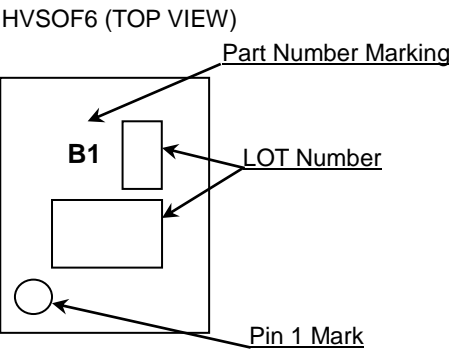 HVSOF6 (TOP VIEW)
Part Number Marking
B1
LOT Number
Pin 1 Mark